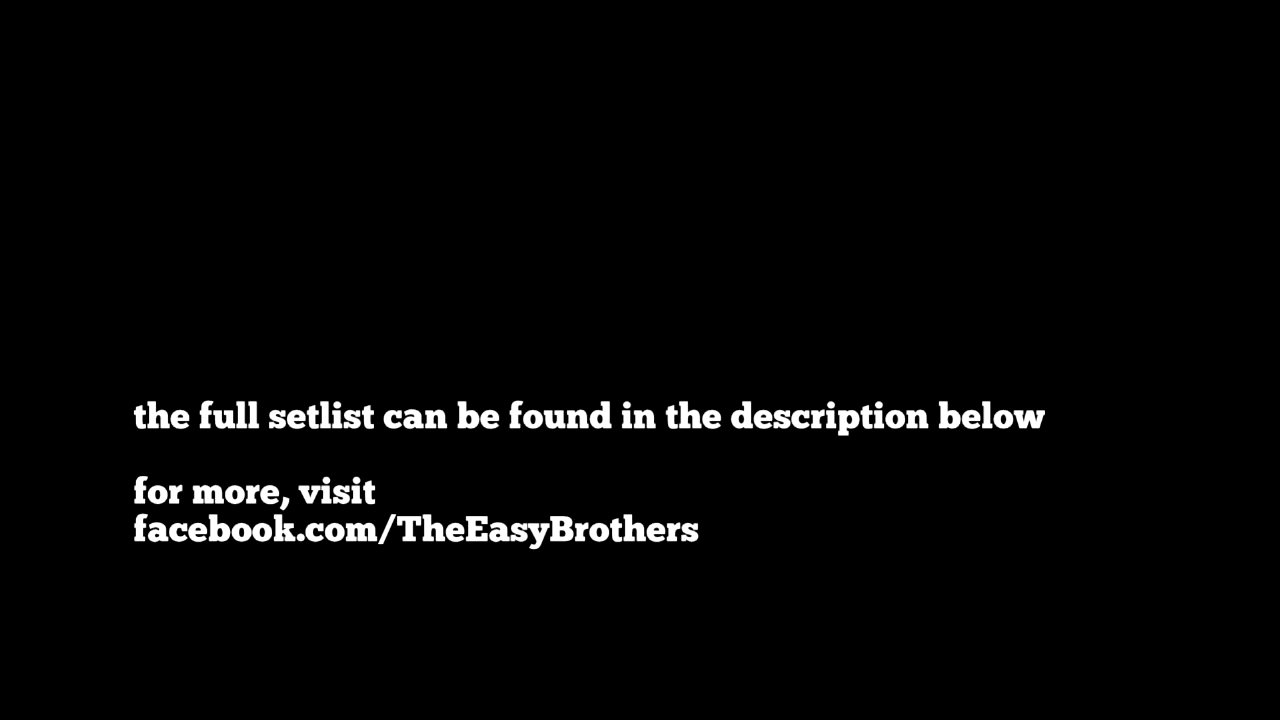 the full setlist can be found in the description below
for more, visit
facebook.com/TheEasyBrothers